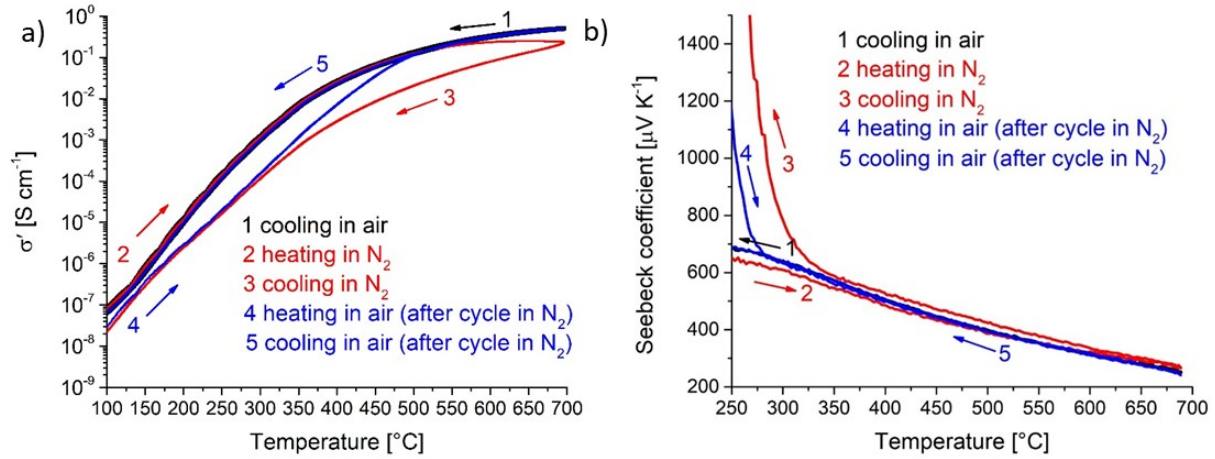 a)
σ′ [S cm⁻¹]
10⁰
10⁻¹
10⁻²
10⁻³
10⁻⁴
10⁻⁵
10⁻⁶
10⁻⁷
10⁻⁸
10⁻⁹
1
5
3
2
4
1 cooling in air
2 heating in N₂
3 cooling in N₂
4 heating in air (after cycle in N₂)
5 cooling in air (after cycle in N₂)
100 150 200 250 300 350 400 450 500 550 600 650 700
Temperature [°C]
b)
Seebeck coefficient [µV K⁻¹]
1400
1200
1000
800
600
400
200
1 cooling in air
2 heating in N₂
3 cooling in N₂
4 heating in air (after cycle in N₂)
5 cooling in air (after cycle in N₂)
4
3
1
2
5
250 300 350 400 450 500 550 600 650 700
Temperature [°C]